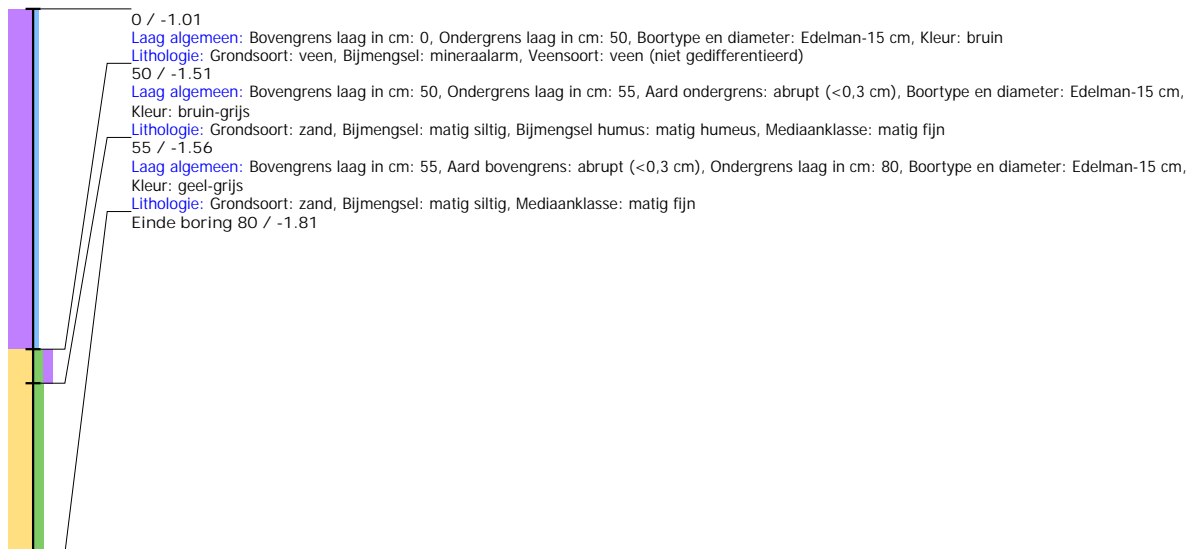 0 / -1.01
Laag algemeen: Bovengrens laag in cm: 0, Ondergrens laag in cm: 50, Boortype en diameter: Edelman-15 cm, Kleur: bruin
Lithologie: Grondsoort: veen, Bijmengsel: mineraalarm, Veensoort: veen (niet gedifferentieerd)
50 / -1.51
Laag algemeen: Bovengrens laag in cm: 50, Ondergrens laag in cm: 55, Aard ondergrens: abrupt (<0,3 cm), Boortype en diameter: Edelman-15 cm,
Kleur: bruin-grijs
Lithologie: Grondsoort: zand, Bijmengsel: matig siltig, Bijmengsel humus: matig humeus, Mediaanklasse: matig fijn
55 / -1.56
Laag algemeen: Bovengrens laag in cm: 55, Aard bovengrens: abrupt (<0,3 cm), Ondergrens laag in cm: 80, Boortype en diameter: Edelman-15 cm,
Kleur: geel-grijs
Lithologie: Grondsoort: zand, Bijmengsel: matig siltig, Mediaanklasse: matig fijn
Einde boring 80 / -1.81